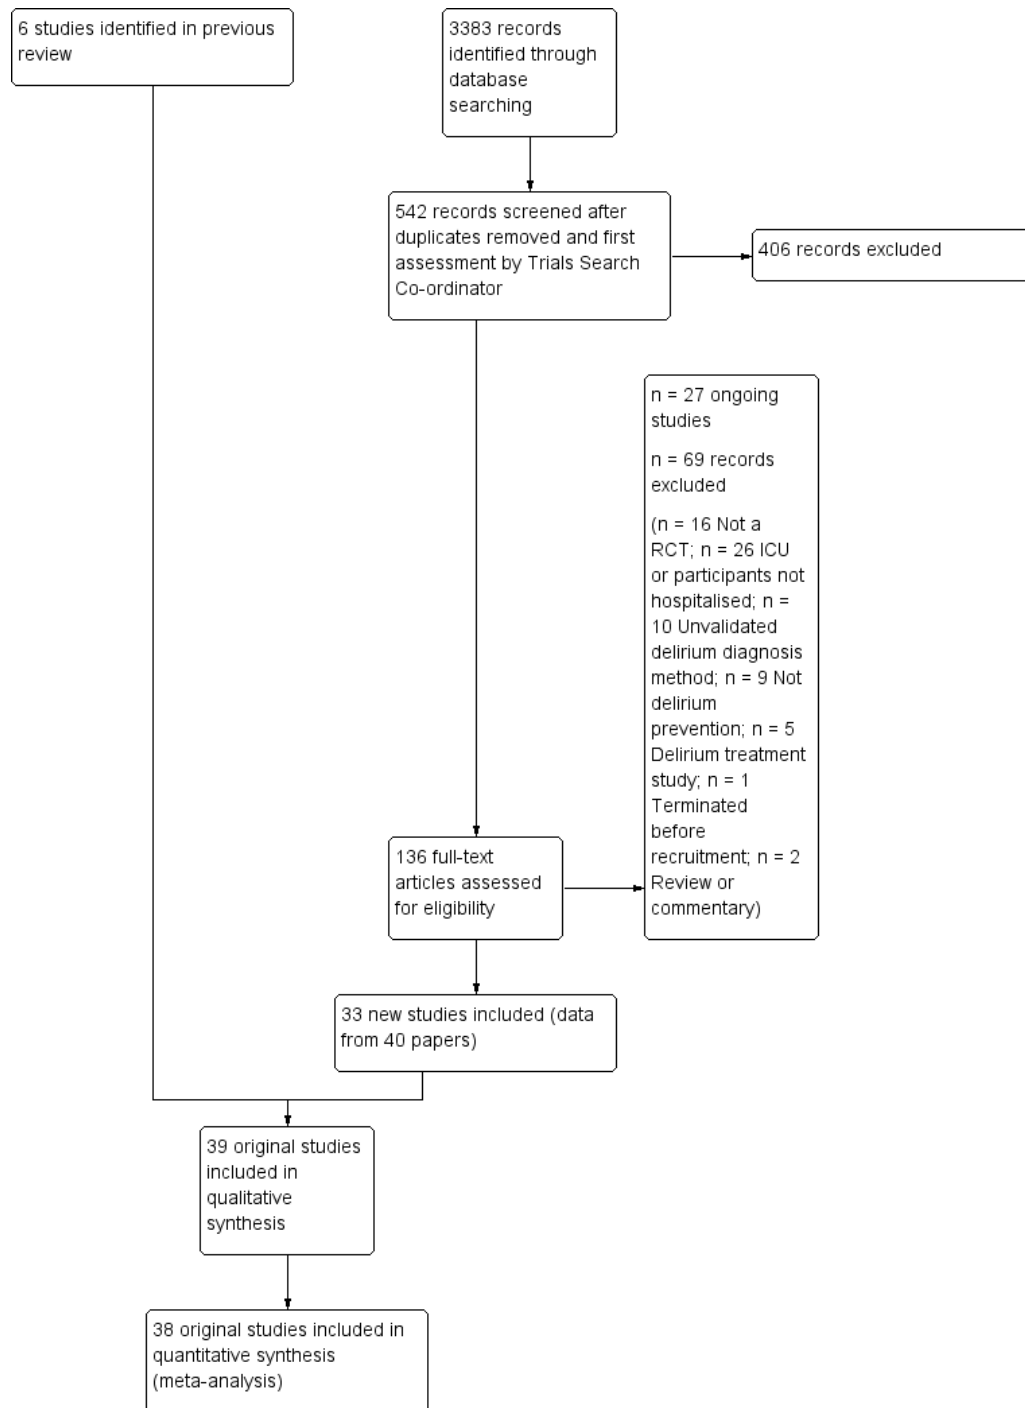 6 studies identified in previous
review
3383 records
identified through
database
searching
542 records screened after
duplicates removed and first
assessment by Trials Search
Co-ordinator
406 records excluded
n = 27 ongoing
studies
n = 69 records
excluded
(n = 16 Not a
RCT; n = 26 ICU
or participants not
hospitalised; n =
10 Unvalidated
delirium diagnosis
method; n = 9 Not
delirium
prevention; n = 5
Delirium treatment
study; n = 1
Terminated
before
recruitment; n = 2
Review or
commentary)
136 full-text
articles assessed
for eligibility
33 new studies included (data
from 40 papers)
39 original studies
included in
qualitative
synthesis
38 original studies included in
quantitative synthesis
(meta-analysis)